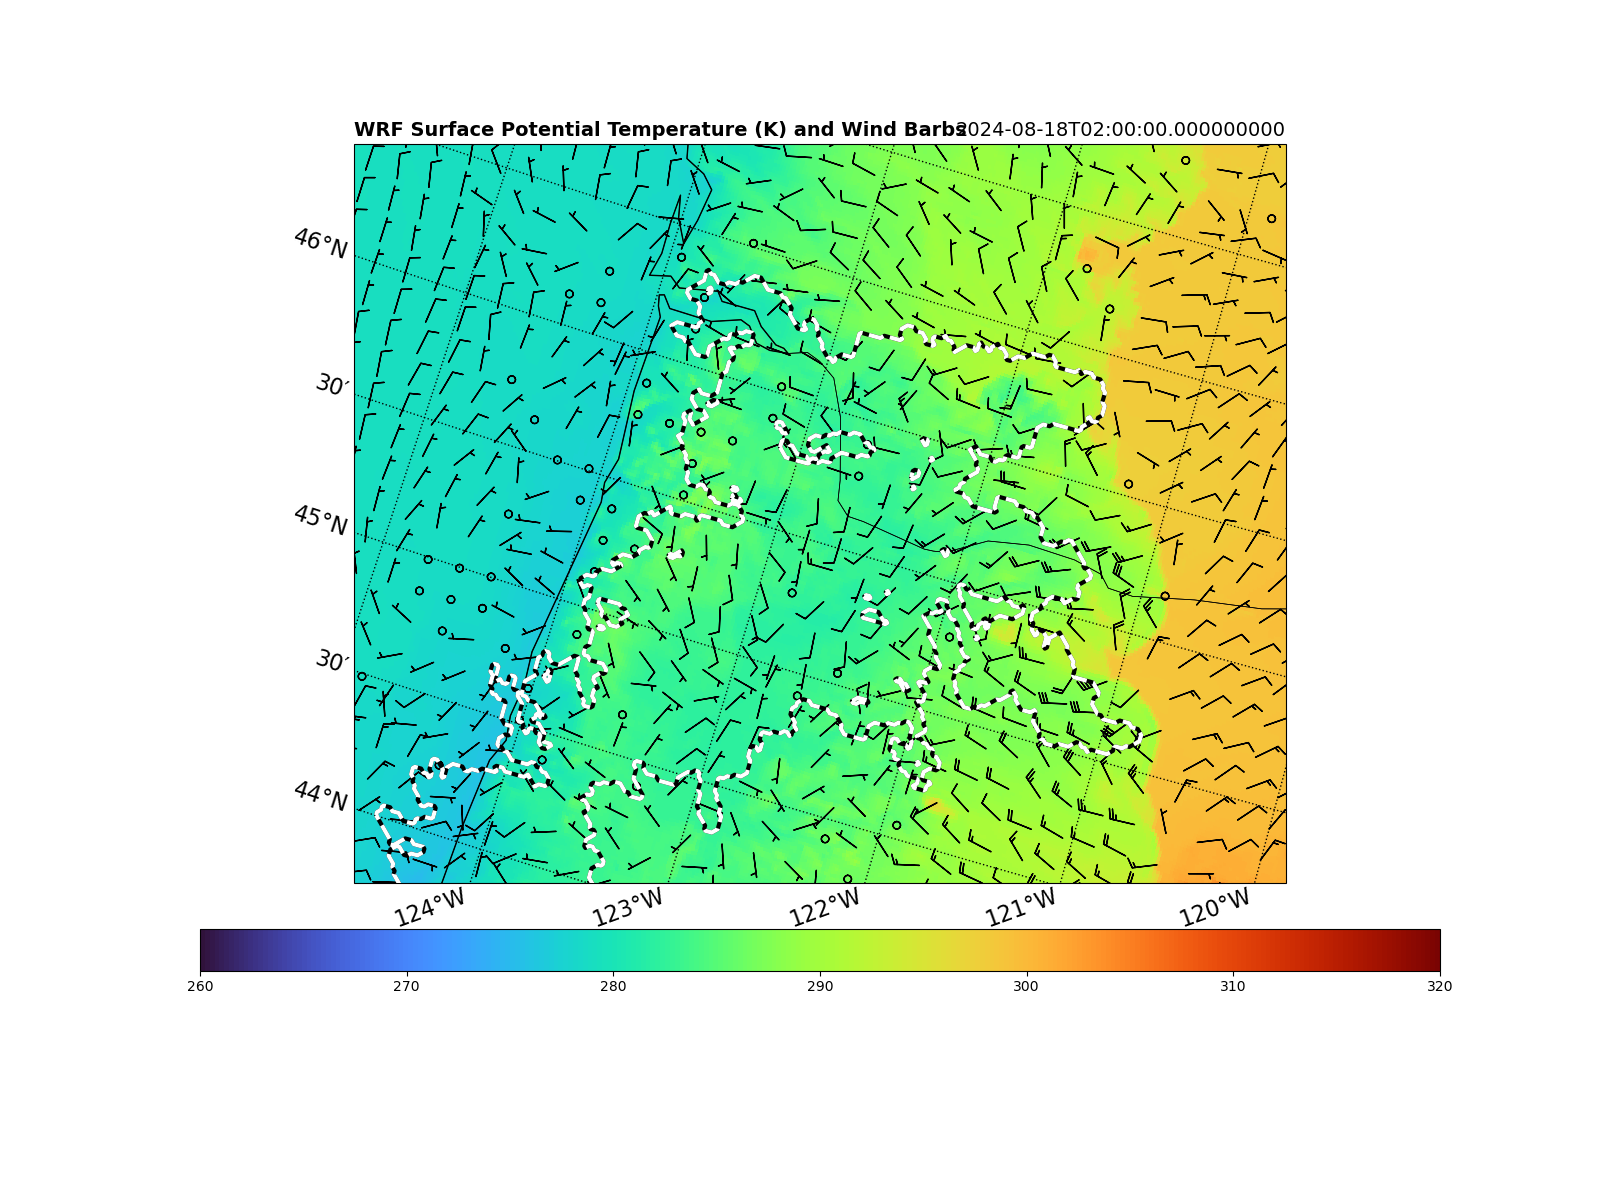 WRF Surface Potential Temperature (K) and Wind Barbs 2024-08-18T02:00:00.000000000
46°N
30′
45°N
30′
44°N
124°W 123°W 122°W 121°W 120°W
260 270 280 290 300 310 320